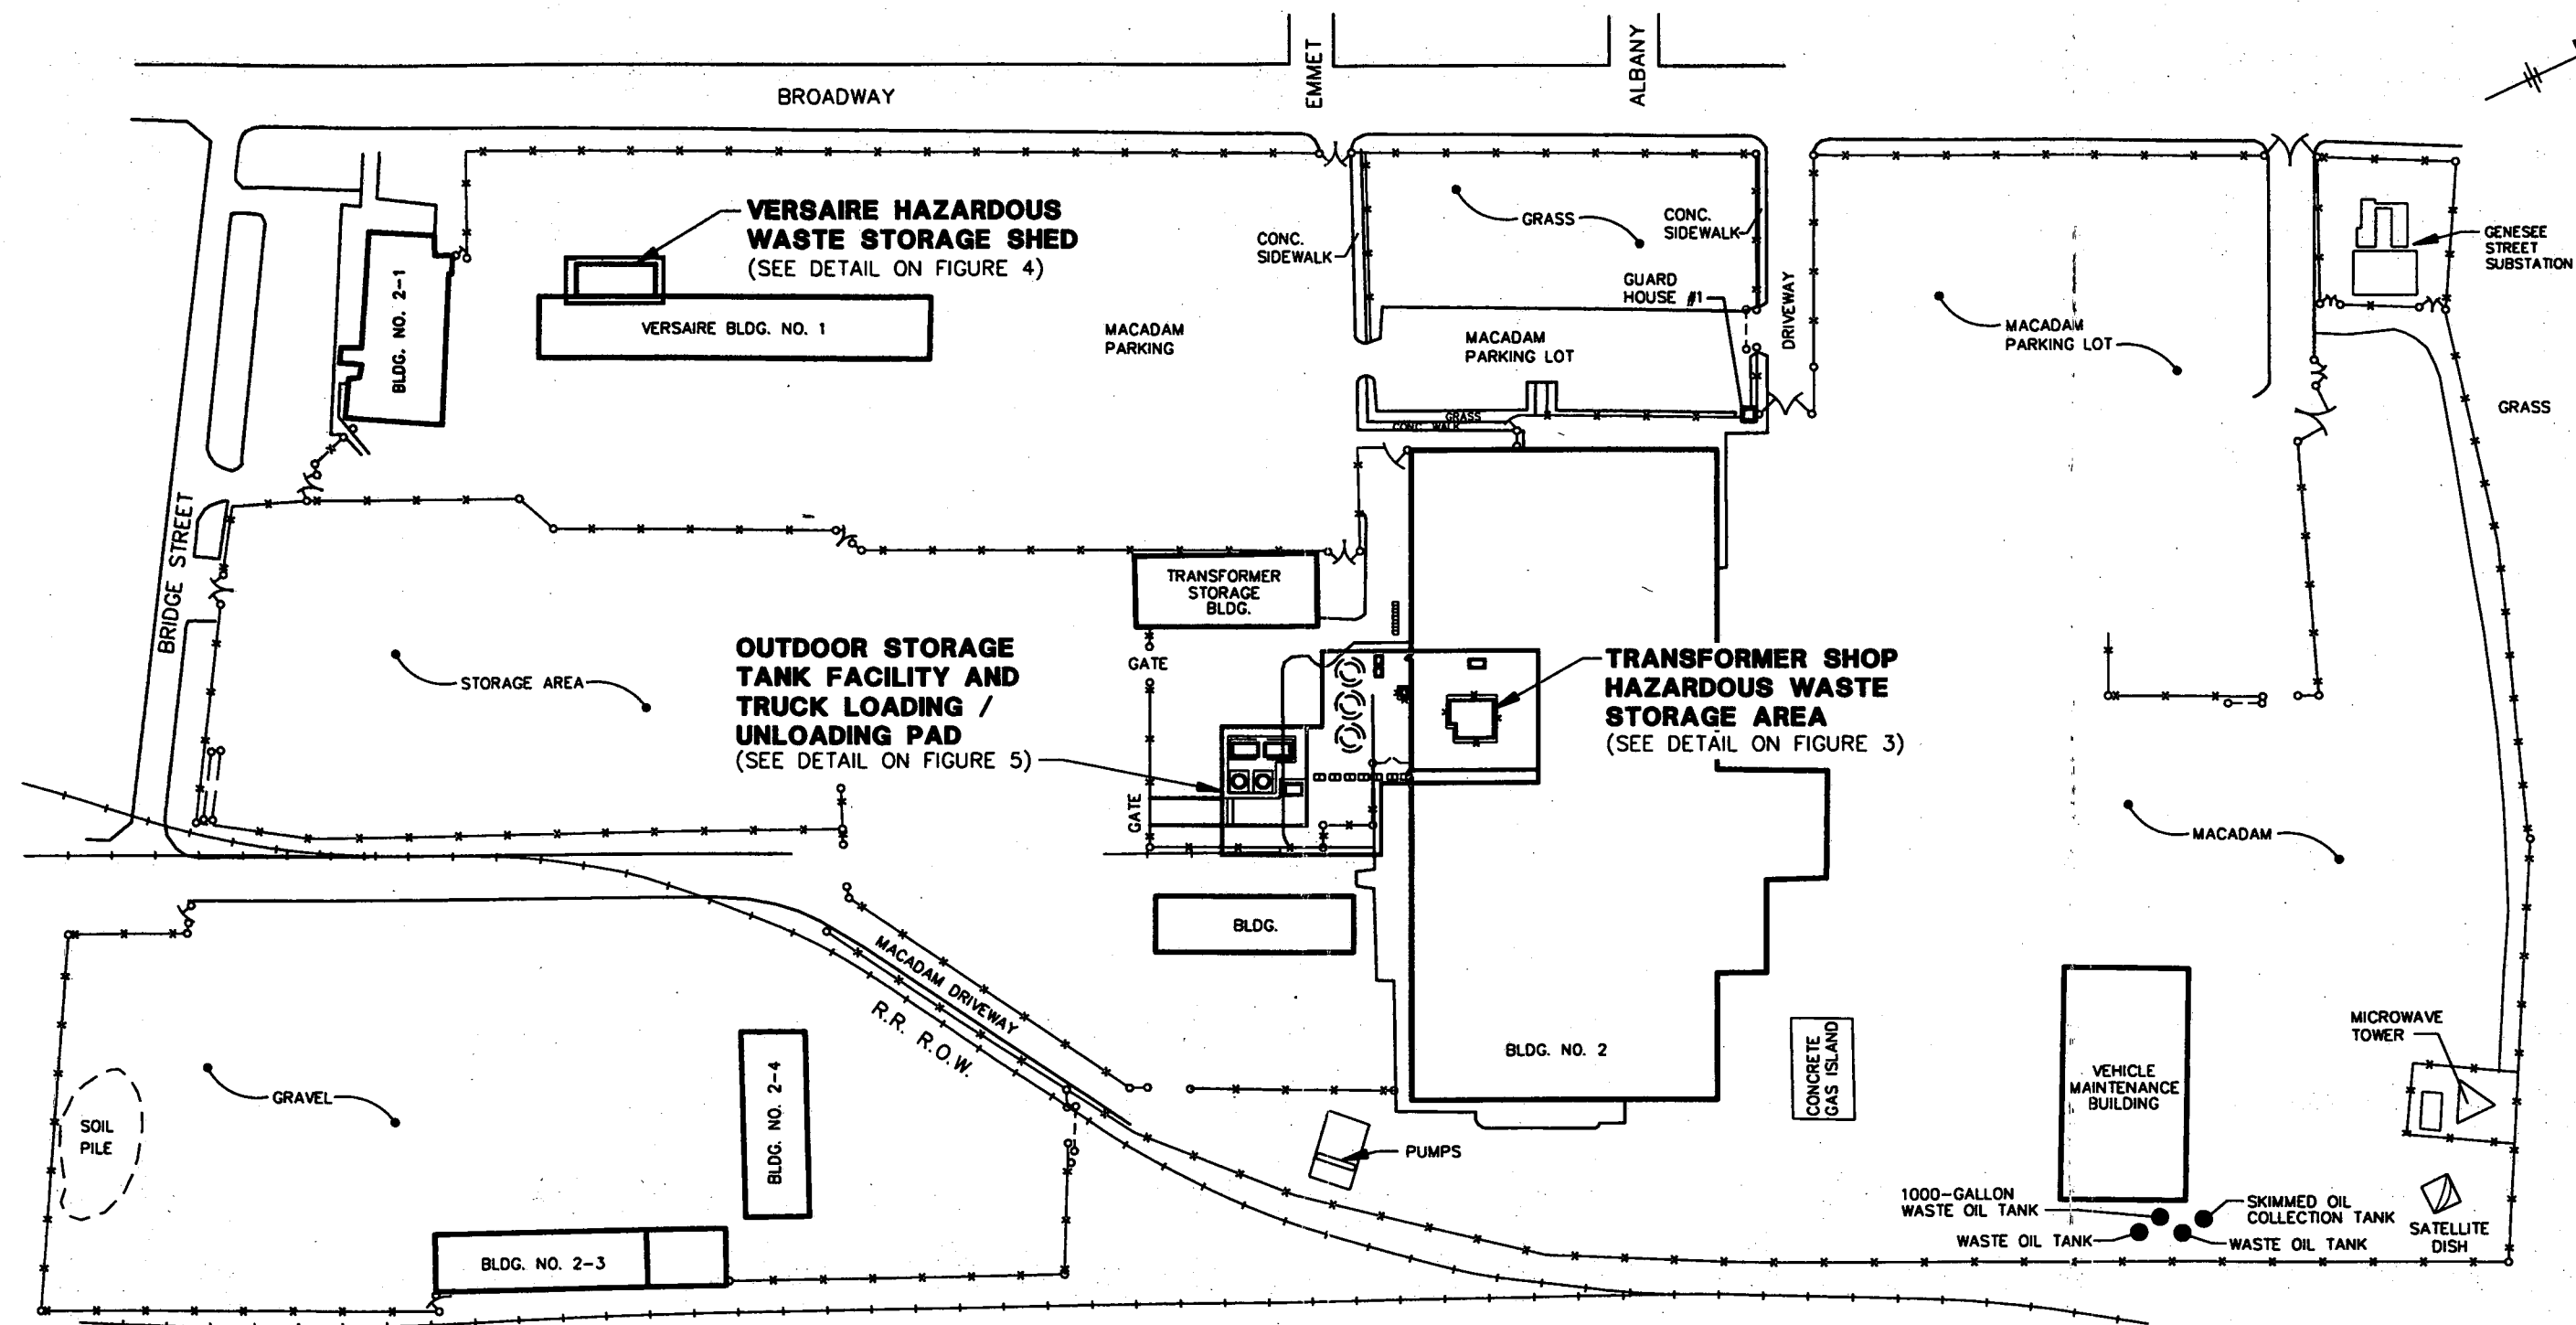 EMMET
ALBANY
BROADWAY
VERSAIRE HAZARDOUS
WASTE STORAGE SHED
(SEE DETAIL ON FIGURE 4)
GRASS
CONC.
SIDEWALK
CONC.
SIDEWALK
GENESEE
STREET
SUBSTATION
BLDG. NO. 2-1
VERSAIRE BLDG. NO. 1
MACADAM
PARKING
MACADAM
PARKING LOT
GUARD
HOUSE #1
DRIVEWAY
MACADAM
PARKING LOT
GRASS
GRASS
CONC. WALK
BRIDGE STREET
TRANSFORMER
STORAGE
BLDG.
GATE
STORAGE AREA
OUTDOOR STORAGE
TANK FACILITY AND
TRUCK LOADING /
UNLOADING PAD
(SEE DETAIL ON FIGURE 5)
TRANSFORMER SHOP
HAZARDOUS WASTE
STORAGE AREA
(SEE DETAIL ON FIGURE 3)
GATE
MACADAM
BLDG.
MACADAM DRIVEWAY
R.R. R.O.W.
BLDG. NO. 2
CONCRETE
GAS ISLAND
VEHICLE
MAINTENANCE
BUILDING
MICROWAVE
TOWER
GRAVEL
SOIL
PILE
BLDG. NO. 2-4
PUMPS
1000-GALLON
WASTE OIL TANK
SKIMMED OIL
COLLECTION TANK
WASTE OIL TANK
WASTE OIL TANK
SATELLITE
DISH
BLDG. NO. 2-3